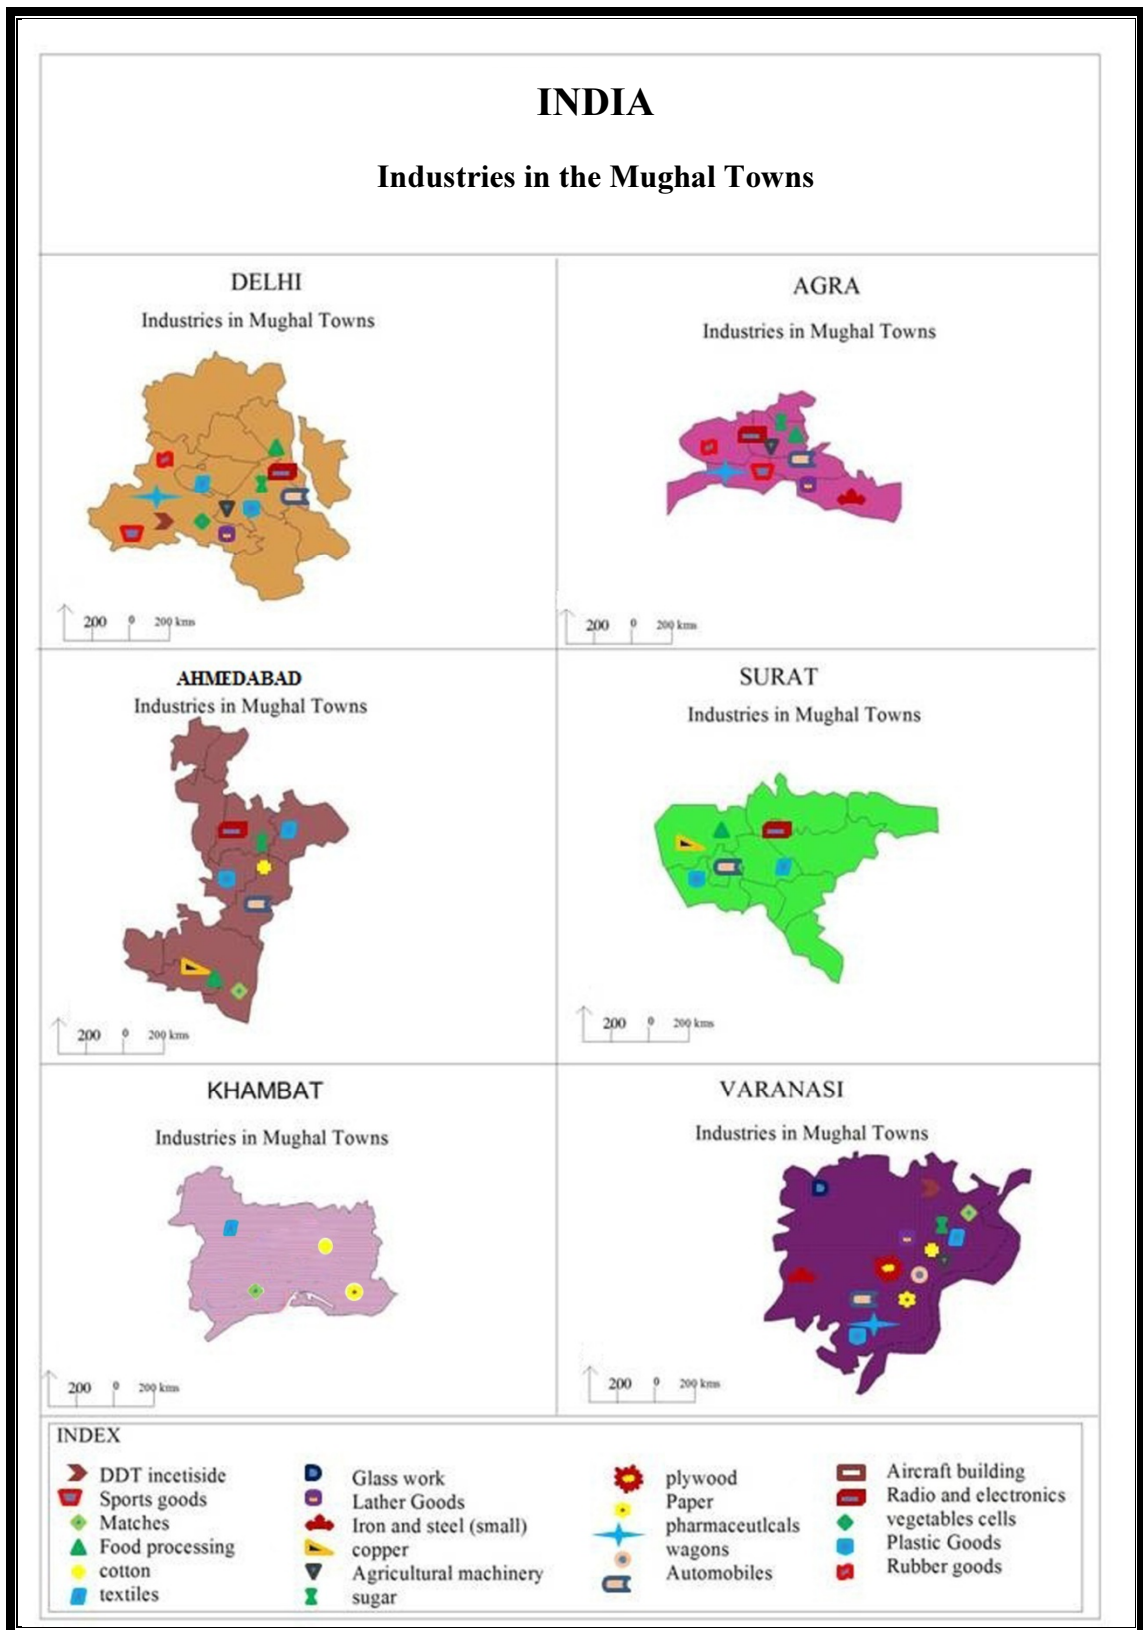 INDIA
Industries in the Mughal Towns
DELHI
Industries in Mughal Towns
200 0 200 kms
AGRA
Industries in Mughal Towns
200 0 200 kms
AHMEDABAD
Industries in Mughal Towns
200 0 200 kms
SURAT
Industries in Mughal Towns
200 0 200 kms
KHAMBAT
Industries in Mughal Towns
200 0 200 kms
VARANASI
Industries in Mughal Towns
200 0 200 kms
INDEX
DDT incetiside
Sports goods
Matches
Food processing
cotton
textiles
Glass work
Lather Goods
Iron and steel (small)
copper
Agricultural machinery
sugar
plywood
Paper
pharmaceutlcals
wagons
Automobiles
Aircraft building
Radio and electronics
vegetables cells
Plastic Goods
Rubber goods